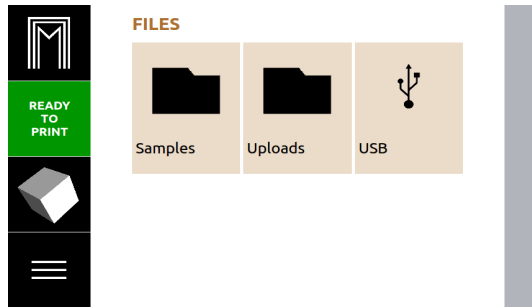 FILES
READY
TO
PRINT
Samples
Uploads
USB